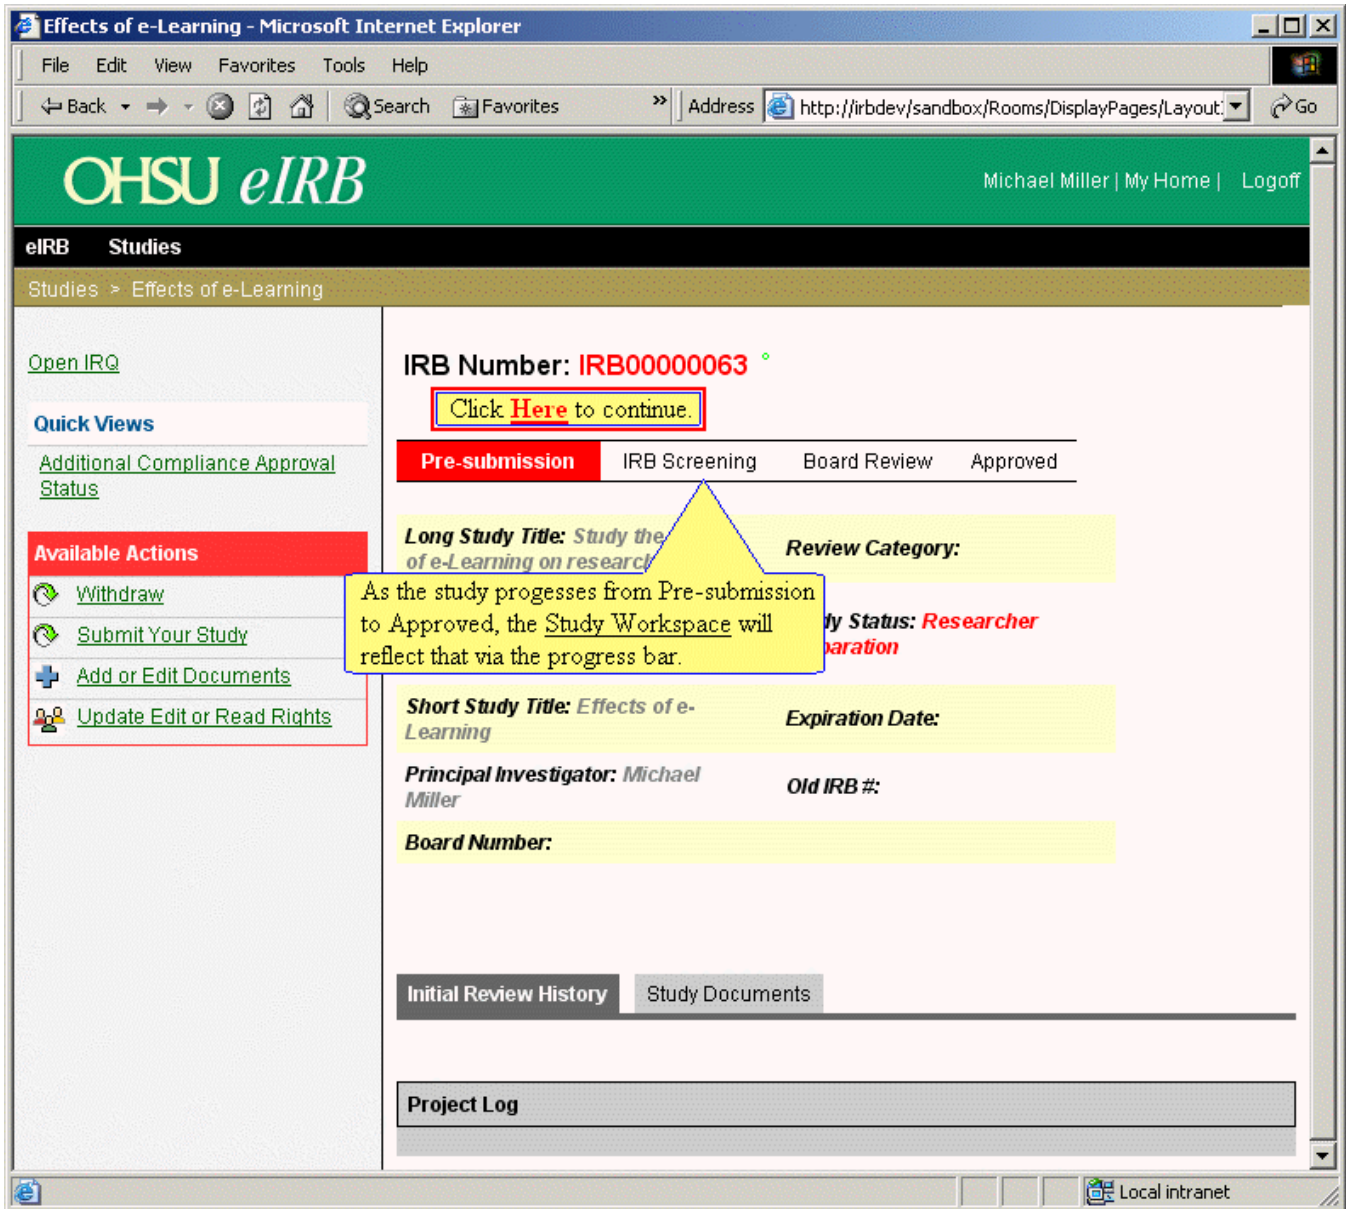 Effects of e-Learning - Microsoft Internet Explorer
File Edit View Favorites Tools Help
Back Search Favorites » Address http://irbdev/sandbox/Rooms/DisplayPages/Layout Go
OHSU eIRB
Michael Miller | My Home | Logoff
eIRB Studies
Studies > Effects of e-Learning
Open IRQ
Quick Views
Additional Compliance Approval
Status
Available Actions
Withdraw
Submit Your Study
Add or Edit Documents
Update Edit or Read Rights
IRB Number: IRB00000063
Click Here to continue.
Pre-submission IRB Screening Board Review Approved
Long Study Title: Study the
of e-Learning on research
Review Category:
As the study progesses from Pre-submission
to Approved, the Study Workspace will
reflect that via the progress bar.
Status: Researcher
Short Study Title: Effects of e-
Learning
Expiration Date:
Principal Investigator: Michael
Miller
Old IRB #:
Board Number:
Initial Review History Study Documents
Project Log
Local intranet